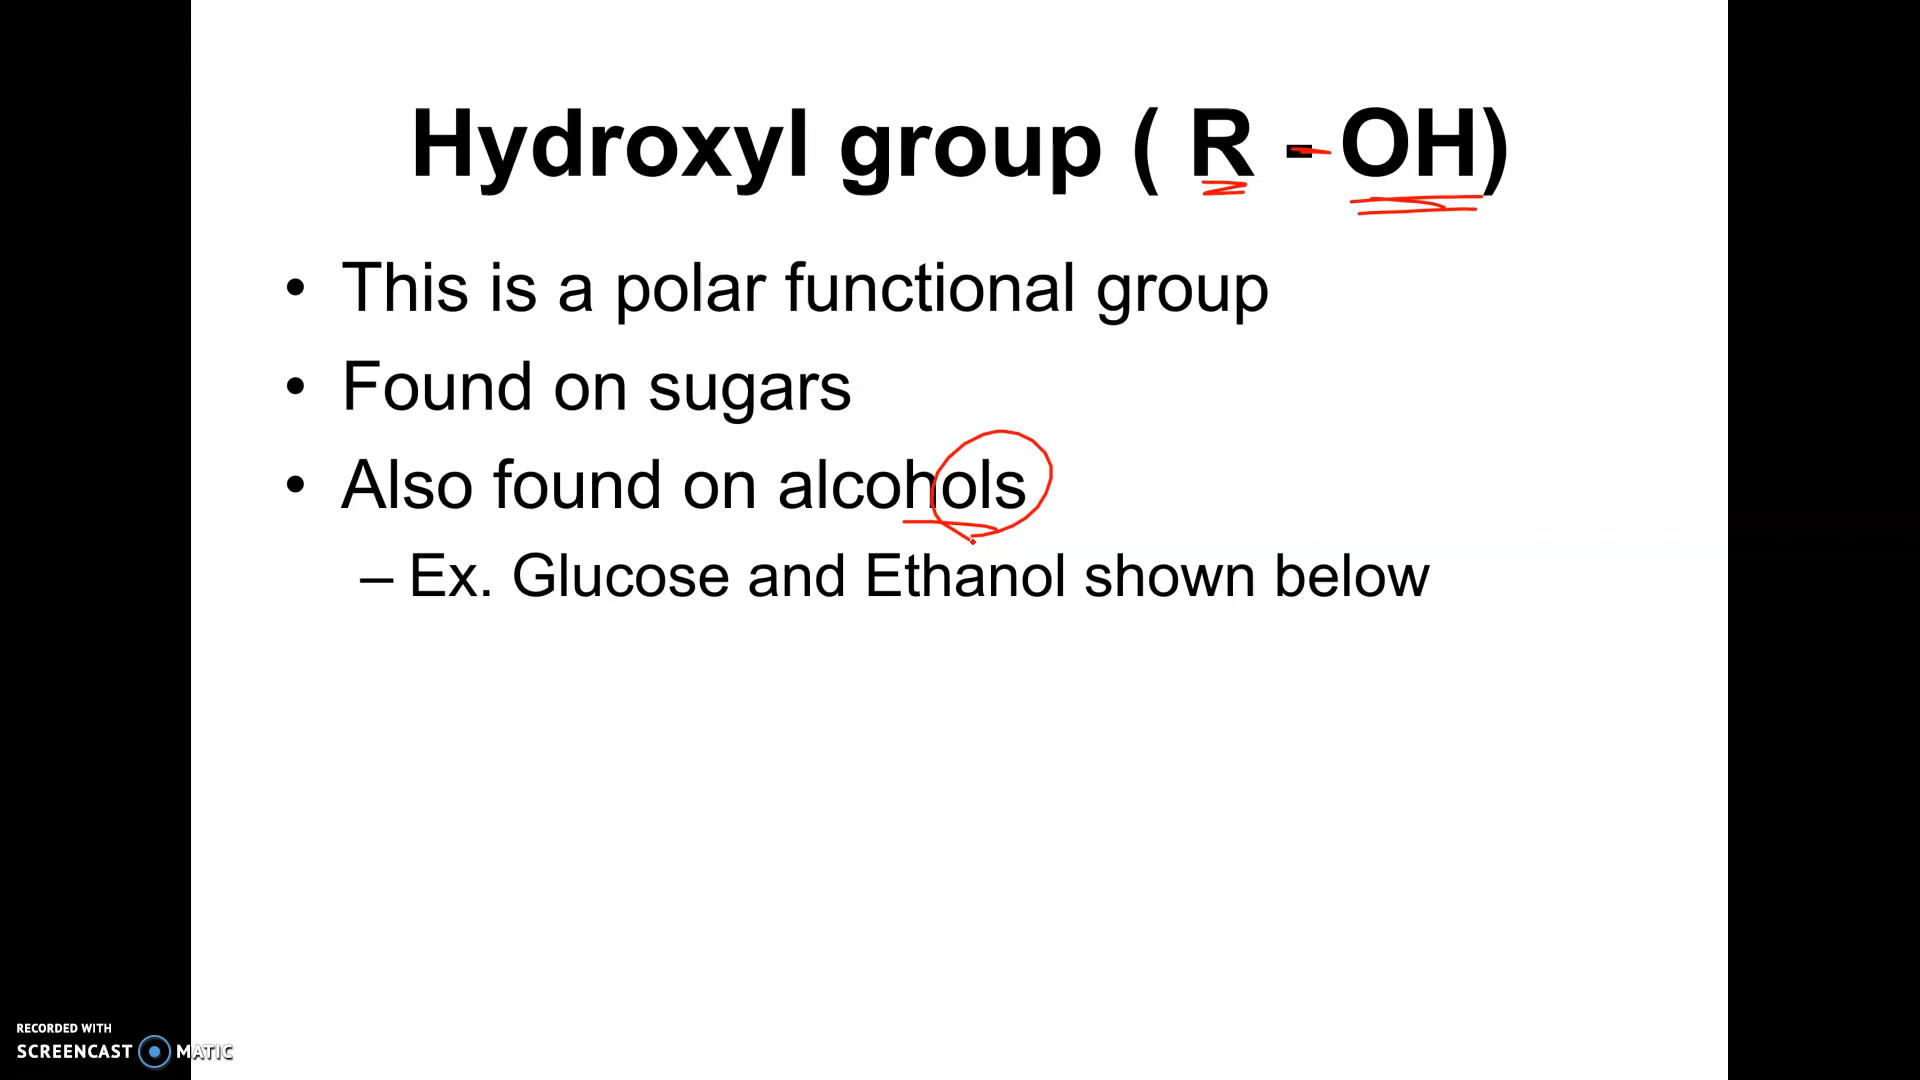 Hydroxyl group ( R - OH)
• This is a polar functional group
• Found on sugars
• Also found on alcohols
– Ex. Glucose and Ethanol shown below
RECORDED WITH
SCREENCAST MATIC